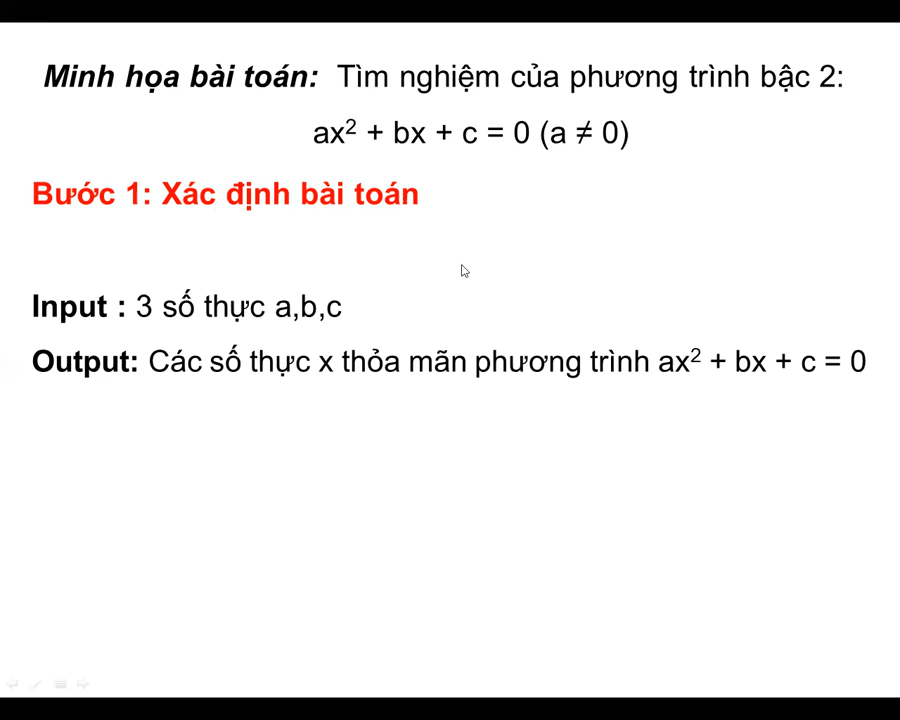 Minh họa bài toán: Tìm nghiệm của phương trình bậc 2:
ax² + bx + c = 0 (a ≠ 0)
Bước 1: Xác định bài toán
Input : 3 số thực a,b,c
Output: Các số thực x thỏa mãn phương trình ax² + bx + c = 0